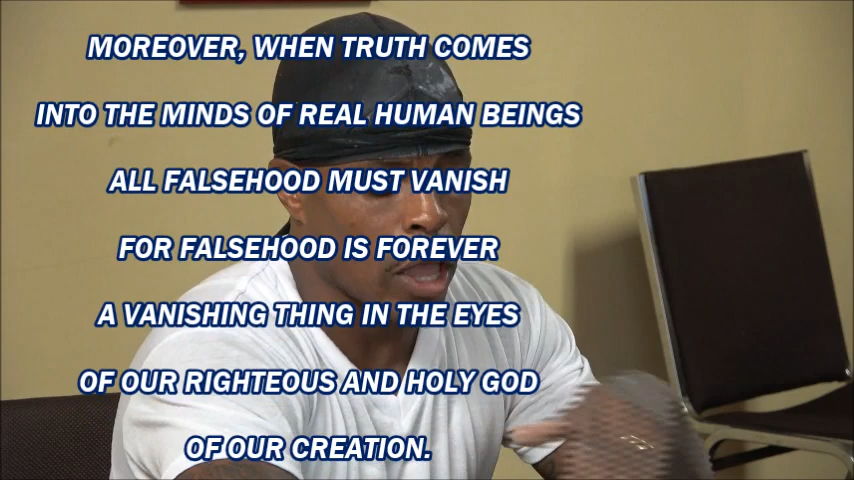 MOREOVER, WHEN TRUTH COMES
INTO THE MINDS OF REAL HUMAN BEINGS
ALL FALSEHOOD MUST VANISH
FOR FALSEHOOD IS FOREVER
A VANISHING THING IN THE EYES
OF OUR RIGHTEOUS AND HOLY GOD
OF OUR CREATION.